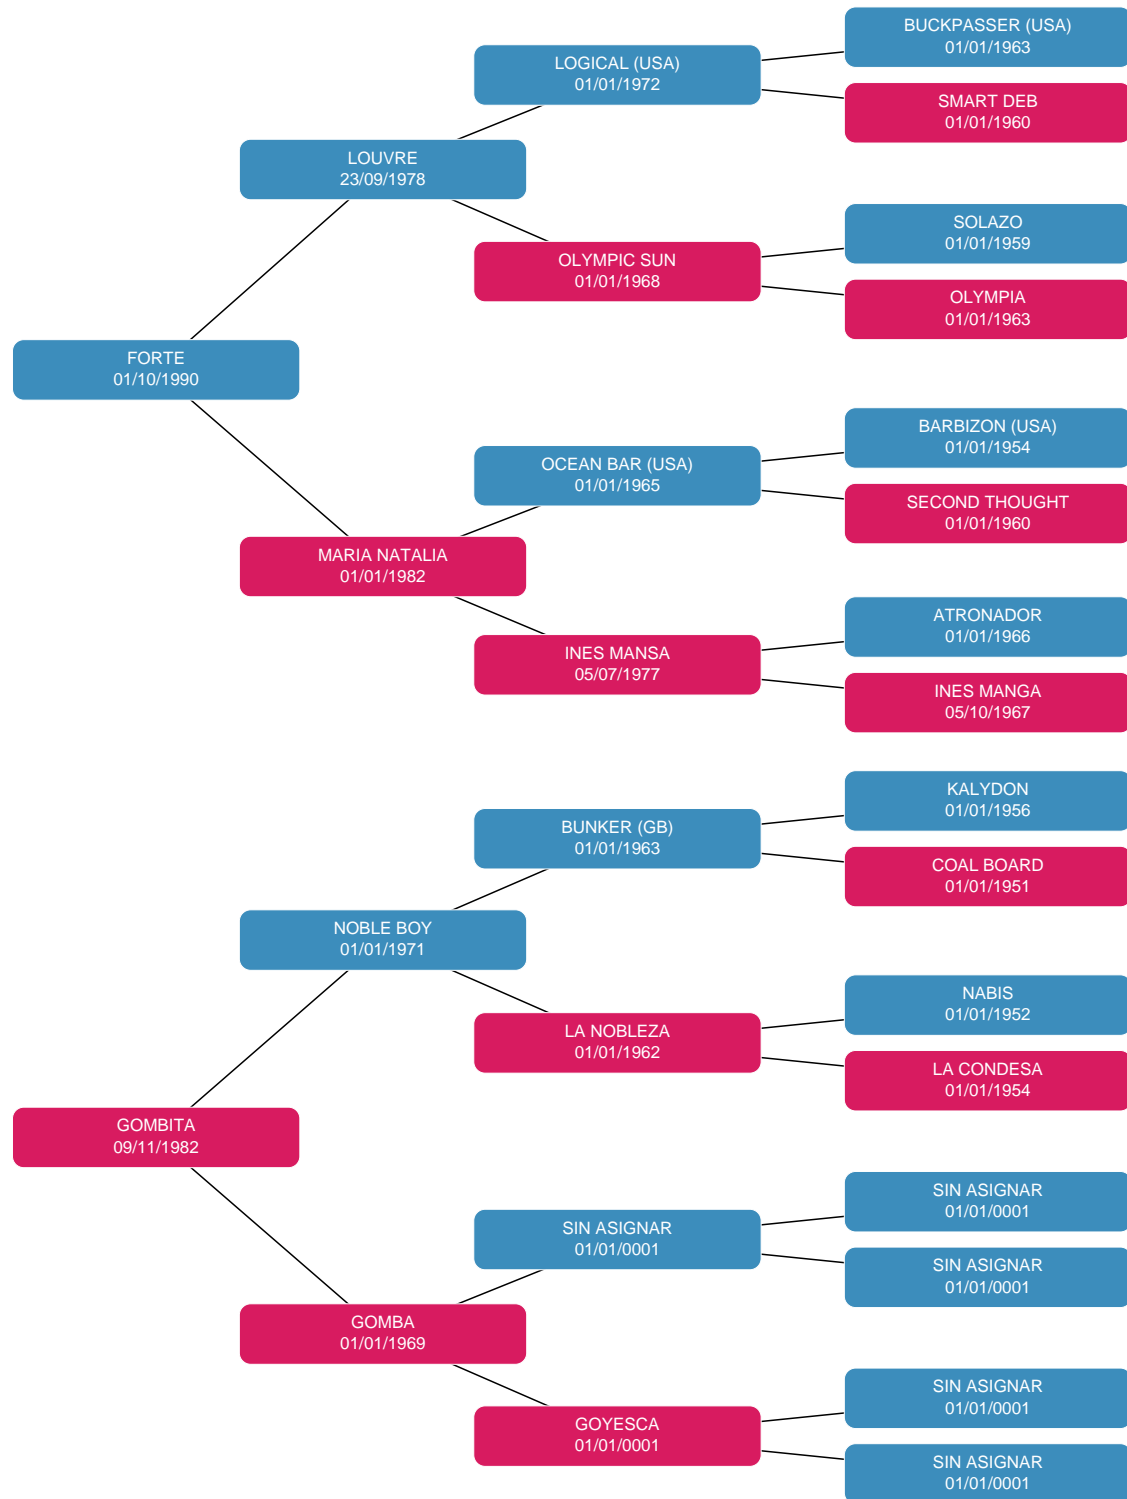 BUCKPASSER (USA)
01/01/1963
LOGICAL (USA)
01/01/1972
SMART DEB
01/01/1960
LOUVRE
23/09/1978
SOLAZO
01/01/1959
OLYMPIC SUN
01/01/1968
OLYMPIA
01/01/1963
FORTE
01/10/1990
BARBIZON (USA)
01/01/1954
OCEAN BAR (USA)
01/01/1965
SECOND THOUGHT
01/01/1960
MARIA NATALIA
01/01/1982
ATRONADOR
01/01/1966
INES MANSA
05/07/1977
INES MANGA
05/10/1967
KALYDON
01/01/1956
BUNKER (GB)
01/01/1963
COAL BOARD
01/01/1951
NOBLE BOY
01/01/1971
NABIS
01/01/1952
LA NOBLEZA
01/01/1962
LA CONDESA
01/01/1954
GOMBITA
09/11/1982
SIN ASIGNAR
01/01/0001
SIN ASIGNAR
01/01/0001
SIN ASIGNAR
01/01/0001
GOMBA
01/01/1969
SIN ASIGNAR
01/01/0001
GOYESCA
01/01/0001
SIN ASIGNAR
01/01/0001